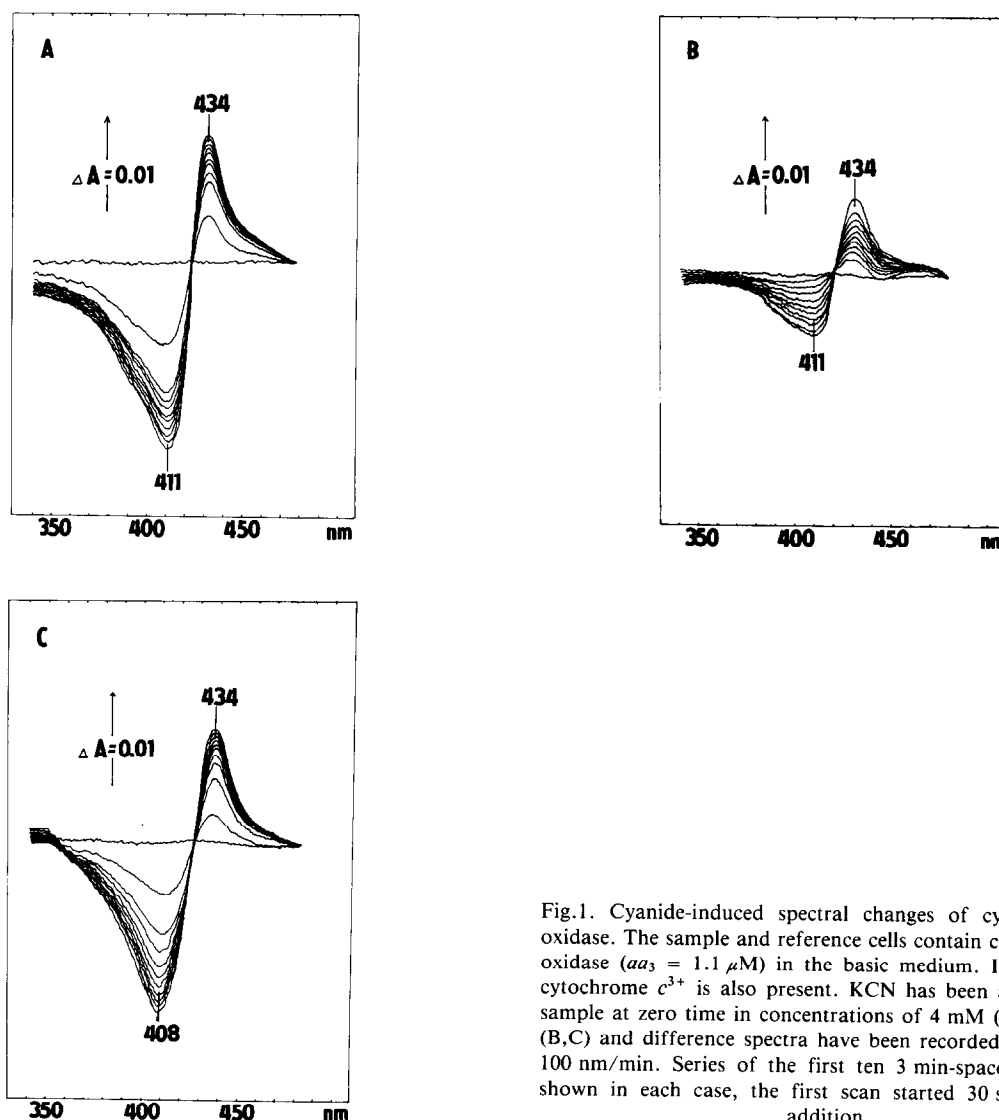 A
434
△ A=0.01
411
350 400 450 nm
B
434
△ A=0.01
411
350 400 450
C
434
△ A=0.01
408
350 400 450 nm
Fig.1. Cyanide-induced spectral changes of
oxidase. The sample and reference cells contain
oxidase (aa₃ = 1.1 μM) in the basic medium.
cytochrome c³⁺ is also present. KCN has been
sample at zero time in concentrations of 4 mM (
(B,C) and difference spectra have been recorded
100 nm/min. Series of the first ten 3 min-space
shown in each case, the first scan started 30
addition